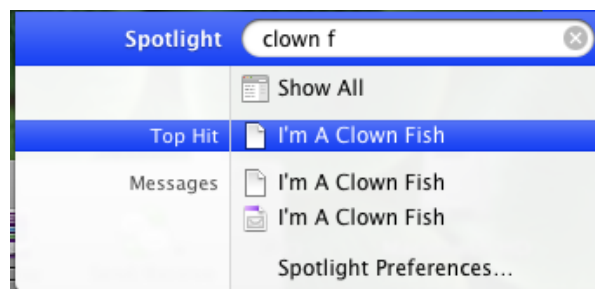 Spotlight clown f
Show All
Top Hit I'm A Clown Fish
Messages I'm A Clown Fish
I'm A Clown Fish
Spotlight Preferences...